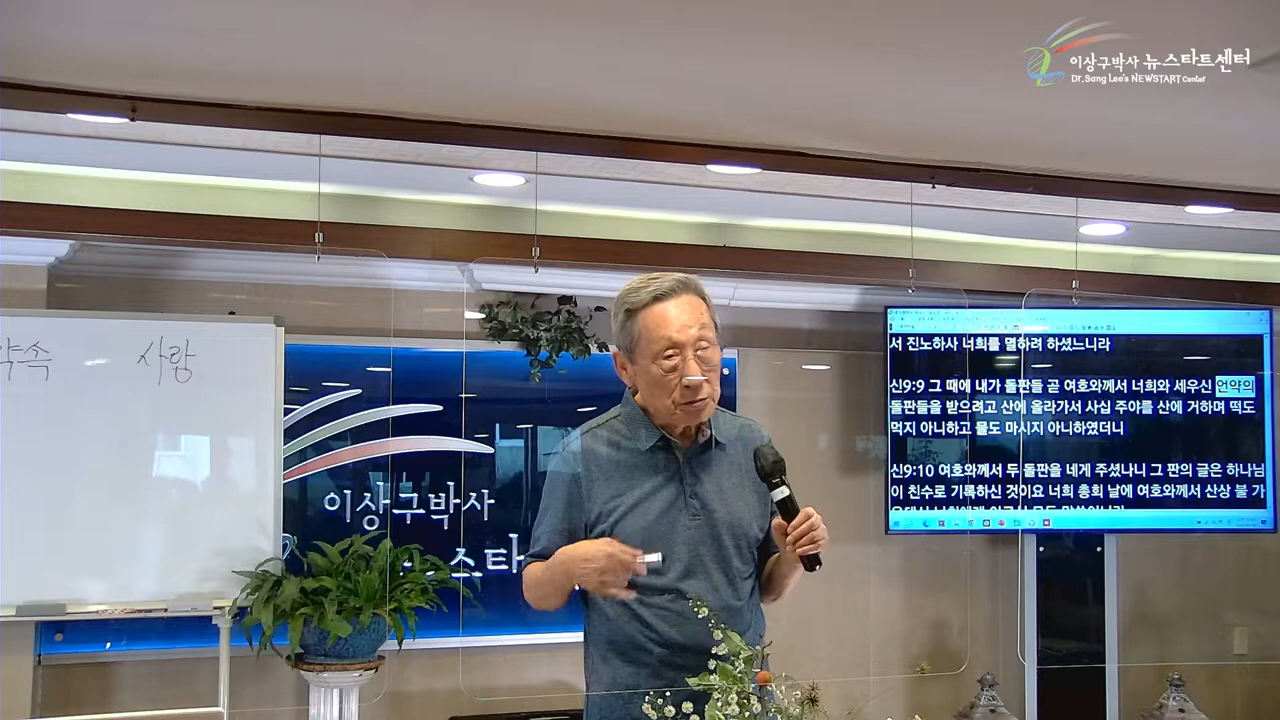 이상구박사 뉴스타트센터
Dr.Sang Lee's NEWSTART Center
약속 사랑
이상구박사
스타
서 진노하사 너희를 멸하려 하셨느니라
신9:9 그 때에 내가 돌판들 곧 여호와께서 너희와 세우신 언약의
돌판들을 받으려고 산에 올라가서 사십 주야를 산에 거하며 떡도
먹지 아니하고 물도 마시지 아니하였더니
신9:10 여호와께서 두 돌판을 내게 주셨나니 그 판의 글은 하나님
이 친수로 기록하신 것이요 너희 총회 날에 여호와께서 산상 불 가